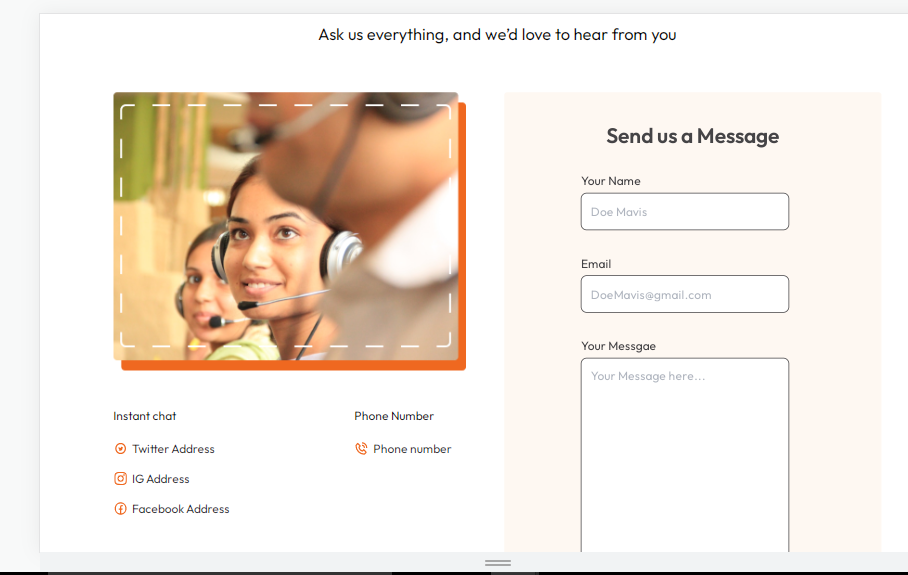 Ask us everything, and we'd love to hear from you
Send us a Message
Your Name
Doe Mavis
Email
DoeMavis@gmail.com
Your Messgae
Your Message here...
Instant chat
Twitter Address
IG Address
Facebook Address
Phone Number
Phone number